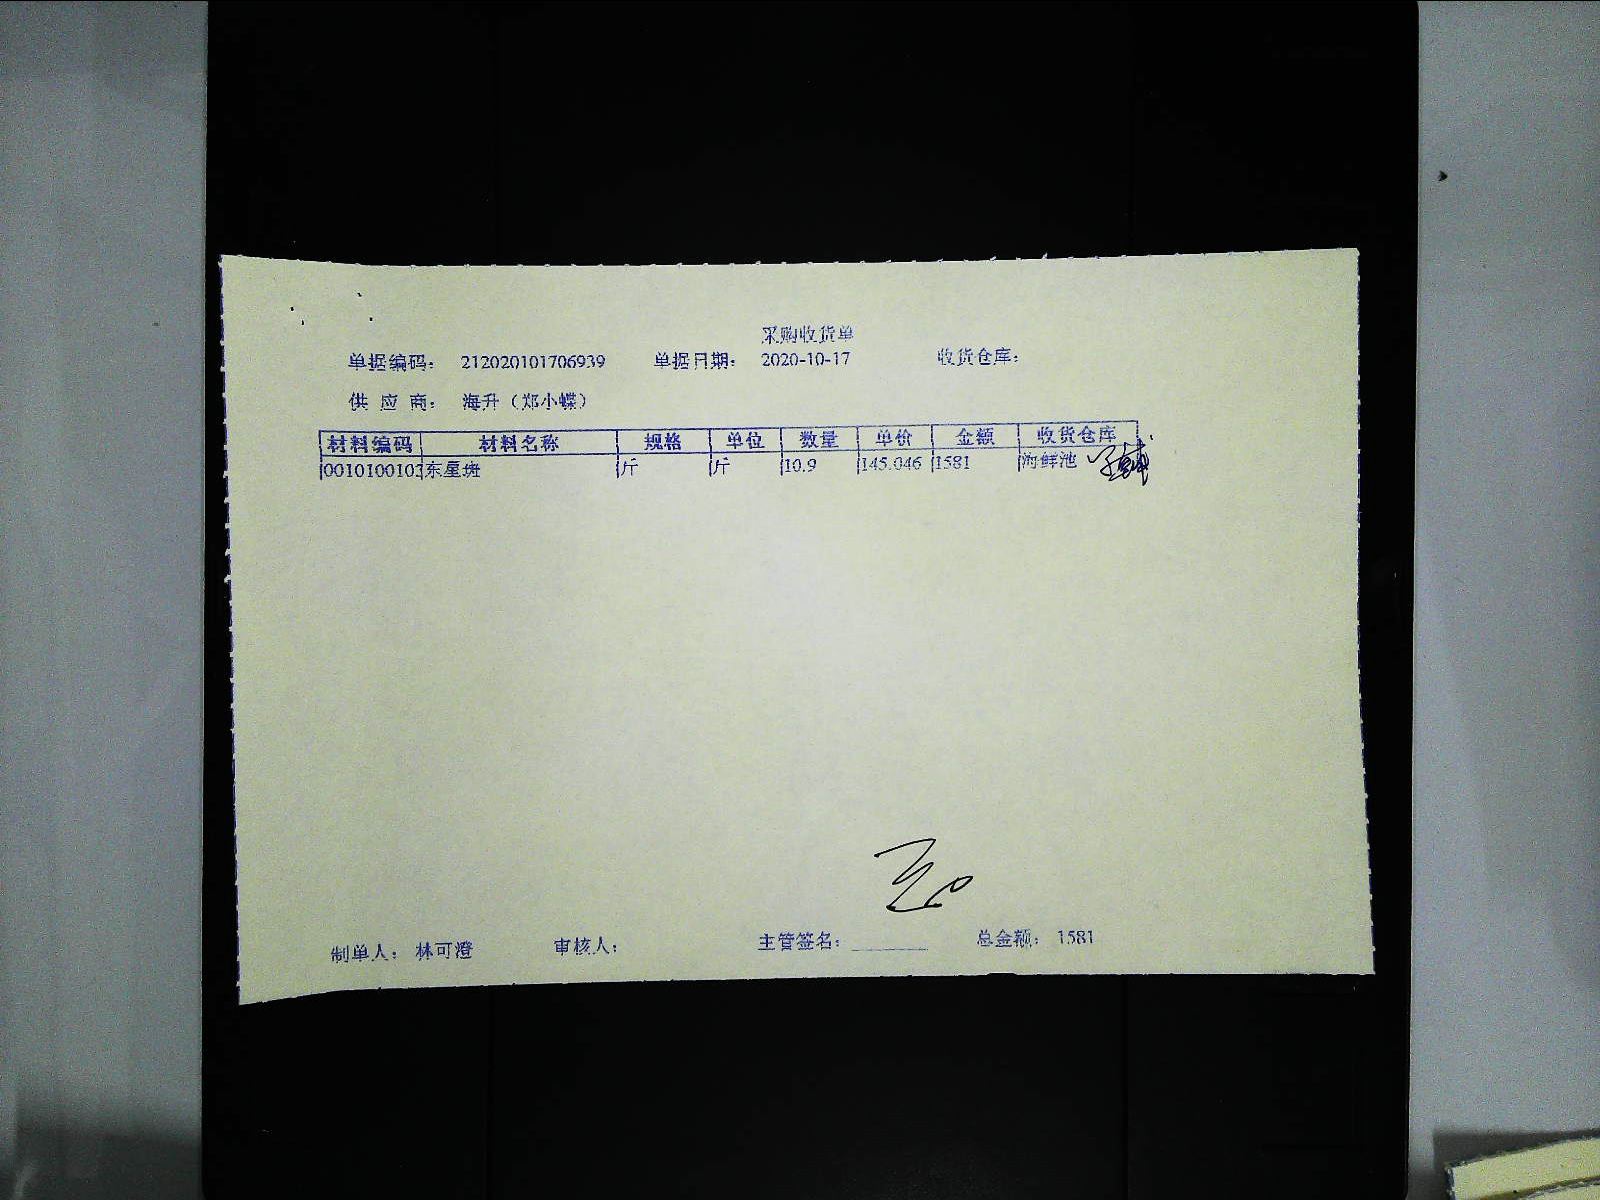 采购收货单
单据编码： 212020101706939 单据日期： 2020-10-17 收货仓库：
供 应 商： 海升（郑小蝶）
材料编码 材料名称 规格 单位 数量 单价 金额 收货仓库
0010100103 东星斑 斤 斤 10.9 145.046 1581 海鲜池
制单人： 林可澄 审核人： 主管签名： 总金额： 1581